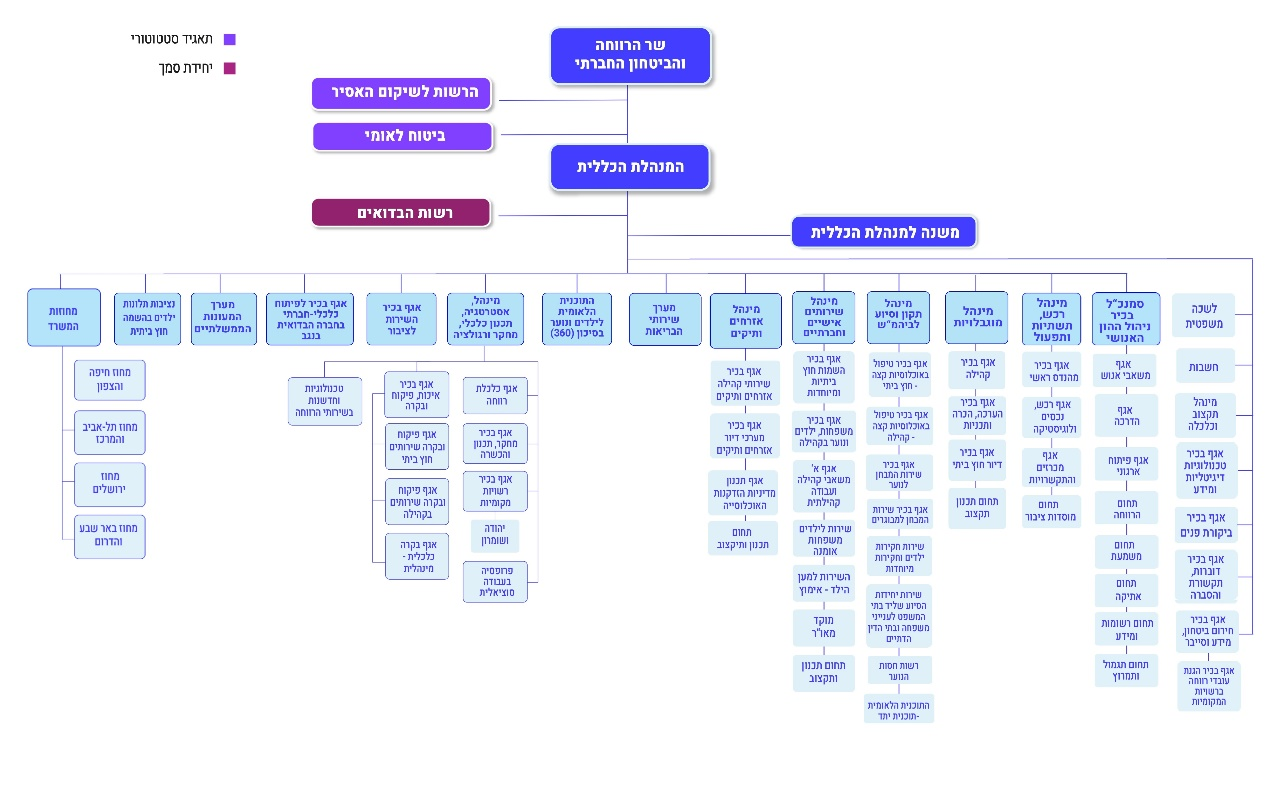 תאגיד סטטוטורי
יחידת סמך
שר הרווחה
והביטחון החברתי
הרשות לשיקום האסיר
ביטוח לאומי
המנהלת הכללית
רשות הבדואים
משנה למנהלת הכללית
לשכה
משפטית
חשבות
מינהל
תקצוב
וכלכלה
אגף בכיר
טכנולוגיות
דיגיטליות
ומידע
אגף בכיר
ביקורת פנים
אגף בכיר
דוברות,
תקשורת
והסברה
אגף בכיר
חירום ביטחון,
מידע וסייבר
אגף בכיר הגנת
עובדי רווחה
ברשויות
המקומיות
סמנכ"ל
בכיר
ניהול ההון
האנושי
אגף
משאבי אנוש
אגף
הדרכה
אגף פיתוח
ארגוני
תחום
הרווחה
תחום
משמעת
תחום
אתיקה
תחום רשומות
ומידע
תחום תגמול
ותמרוץ
מינהל
רכש,
תשתיות
ותפעול
אגף בכיר
מהנדס ראשי
אגף רכש,
נכסים
ולוגיסטיקה
אגף
מכרזים
והתקשרויות
תחום
מוסדות ציבור
מינהל
מוגבלויות
אגף בכיר
קהילה
אגף בכיר
הערכה, הכרה
ותכניות
אגף בכיר
דיור חוץ ביתי
תחום תכנון
תקצוב
מינהל
תקון וסיוע
לביהמ"ש
אגף בכיר טיפול
באוכלוסיות קצה
- חוץ ביתי
אגף בכיר טיפול
באוכלוסיות קצה
- קהילה
אגף בכיר
שירות המבחן
לנוער
אגף בכיר שירות
המבחן למבוגרים
שירות חקירות
ילדים וחקירות
מיוחדות
שירות יחידות
הסיוע שליד בתי
המשפט לענייני
משפחה ובתי הדין
הדתיים
רשות חסות
הנוער
התוכנית הלאומית
-תוכנית יתד
מינהל
שירותים
אישיים
וחברתיים
אגף בכיר
השמות חוץ
ביתיות
ומיוחדות
אגף בכיר
משפחות, ילדים
ונוער בקהילה
אגף א'
משאבי קהילה
ועבודה
קהילתית
שירות לילדים
במשפחות
אומנה
השירות למען
הילד - אימוץ
מוקד
מאו"ר
תחום תכנון
ותקצוב
מינהל
אזרחים
ותיקים
אגף בכיר
שירותי קהילה
אזרחים ותיקים
אגף בכיר
מערכי דיור
אזרחים ותיקים
אגף תכנון
מדיניות הזדקנות
האוכלוסייה
תחום
תכנון ותיקצוב
מערך
שירותי
הבריאות
התוכנית
הלאומית
לילדים ונוער
בסיכון (360)
מינהל,
אסטרטגיה,
תכנון כלכלי,
מחקר ורגולציה
אגף כלכלת
רווחה
אגף בכיר
מחקר, תכנון
והכשרה
אגף בכיר
רשויות
מקומיות
יהודה
ושומרון
פרופסיה
בעבודה
סוציאלית
אגף בכיר
איכות, פיקוח
ובקרה
אגף פיקוח
ובקרה שירותים
חוץ ביתי
אגף פיקוח
ובקרה שירותים
בקהילה
אגף בקרה
כלכלית -
מינהלית
טכנולוגיות
וחדשנות
בשירותי הרווחה
אגף בכיר
השירות
לציבור
אגף בכיר לפיתוח
כלכלי-חברתי
בחברה הבדואית
בנגב
מערך
המעונות
הממשלתיים
נציבות תלונות
ילדים בהשמה
חוץ ביתית
מחוזות
המשרד
מחוז חיפה
והצפון
מחוז תל-אביב
והמרכז
מחוז
ירושלים
מחוז באר שבע
והדרום